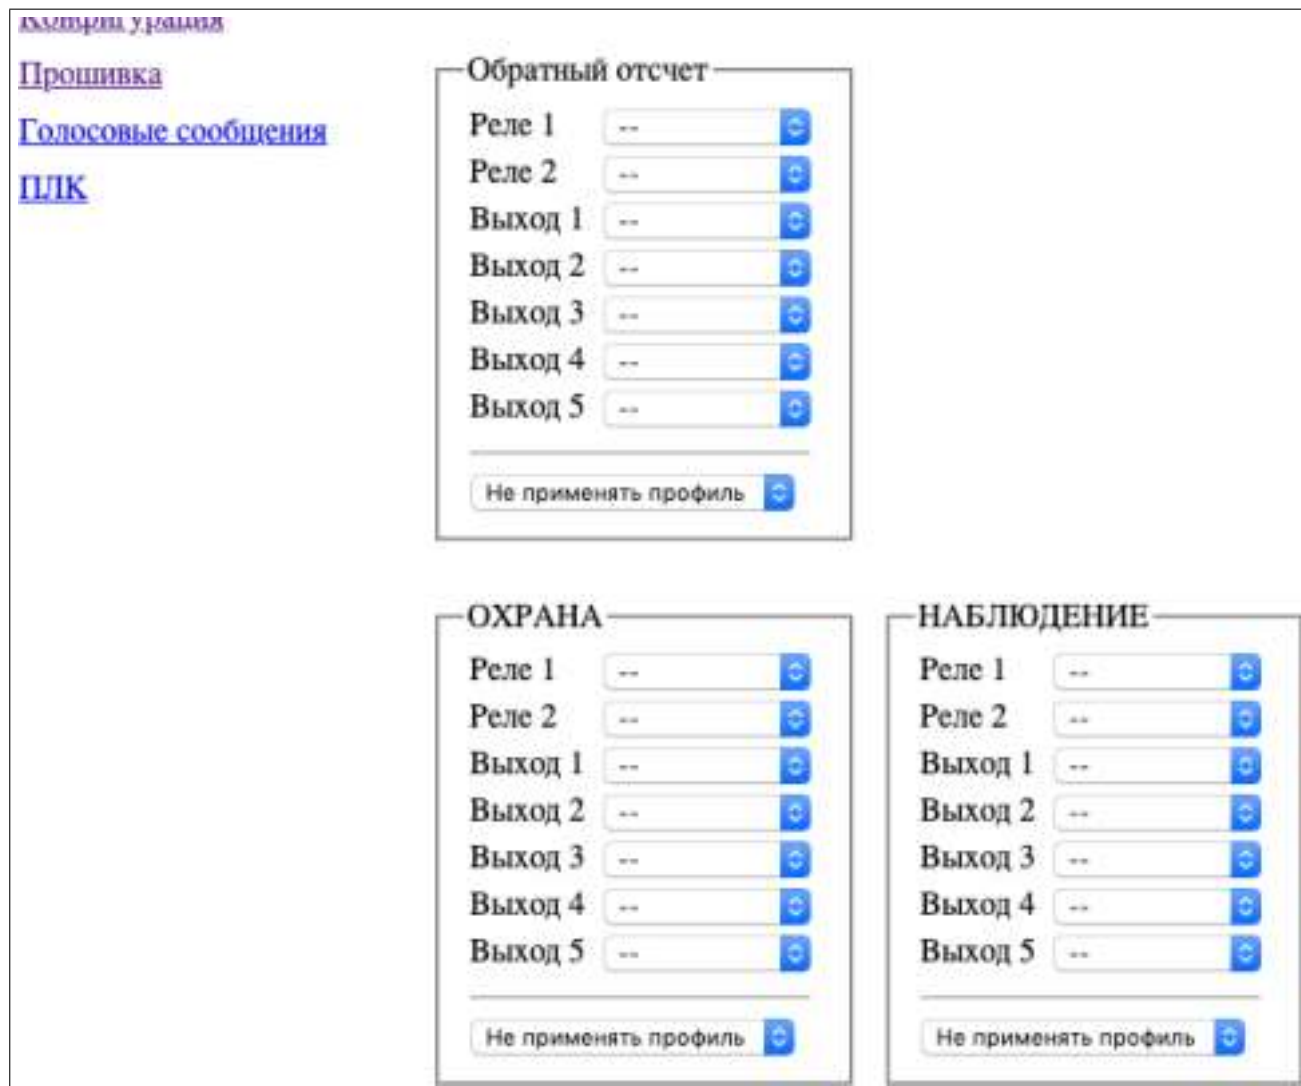 Конфигурация
Прошивка
Голосовые сообщения
ПЛК
Обратный отсчет
Реле 1 --
Реле 2 --
Выход 1 --
Выход 2 --
Выход 3 --
Выход 4 --
Выход 5 --
Не применять профиль
ОХРАНА
Реле 1 --
Реле 2 --
Выход 1 --
Выход 2 --
Выход 3 --
Выход 4 --
Выход 5 --
Не применять профиль
НАБЛЮДЕНИЕ
Реле 1 --
Реле 2 --
Выход 1 --
Выход 2 --
Выход 3 --
Выход 4 --
Выход 5 --
Не применять профиль